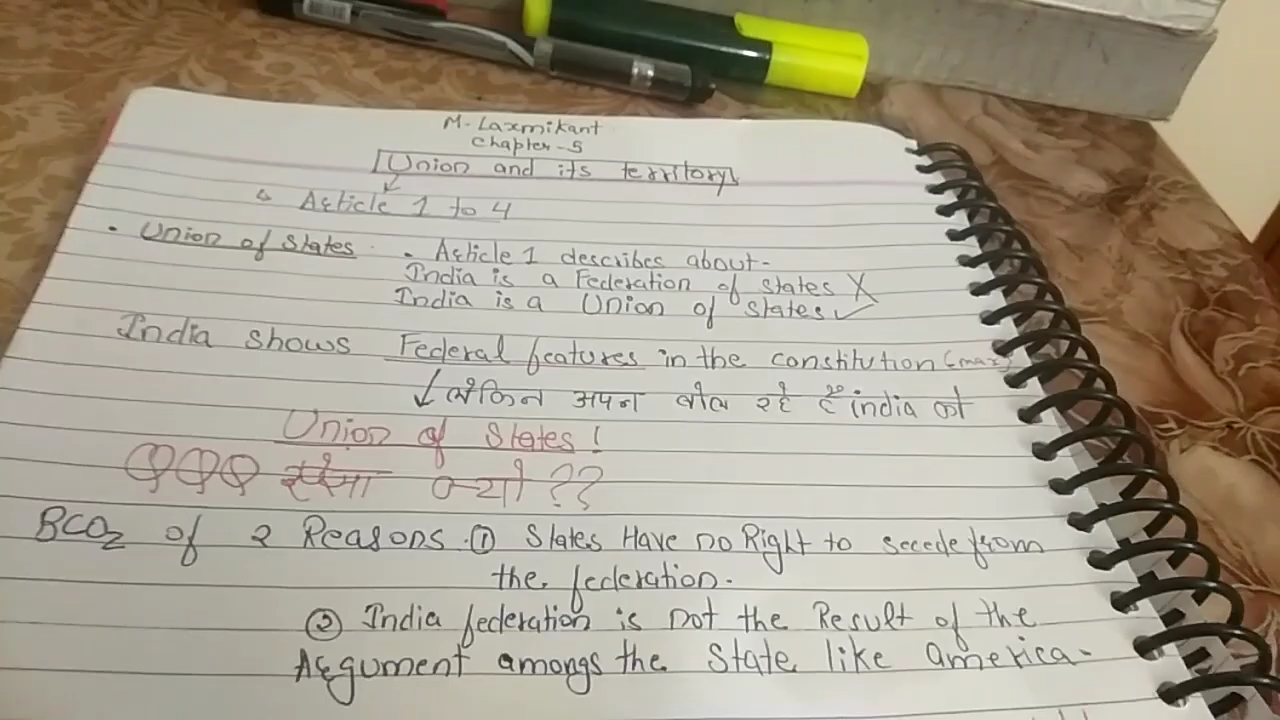 M. Laxmikant
Chapter-5
Union and its territory
Article 1 to 4
• Union of States • Article 1 describes about-
India is a Federation of states X
India is a Union of states ✓
India shows Federal features in the constitution (max)
लेकिन अपन बोल रहे है india को
Union of States!
QQQ क्यों ??
BCOZ of 2 Reasons ① States Have no Right to secede from
the federation.
② India federation is not the Result of the
Argument amongs the State like america-